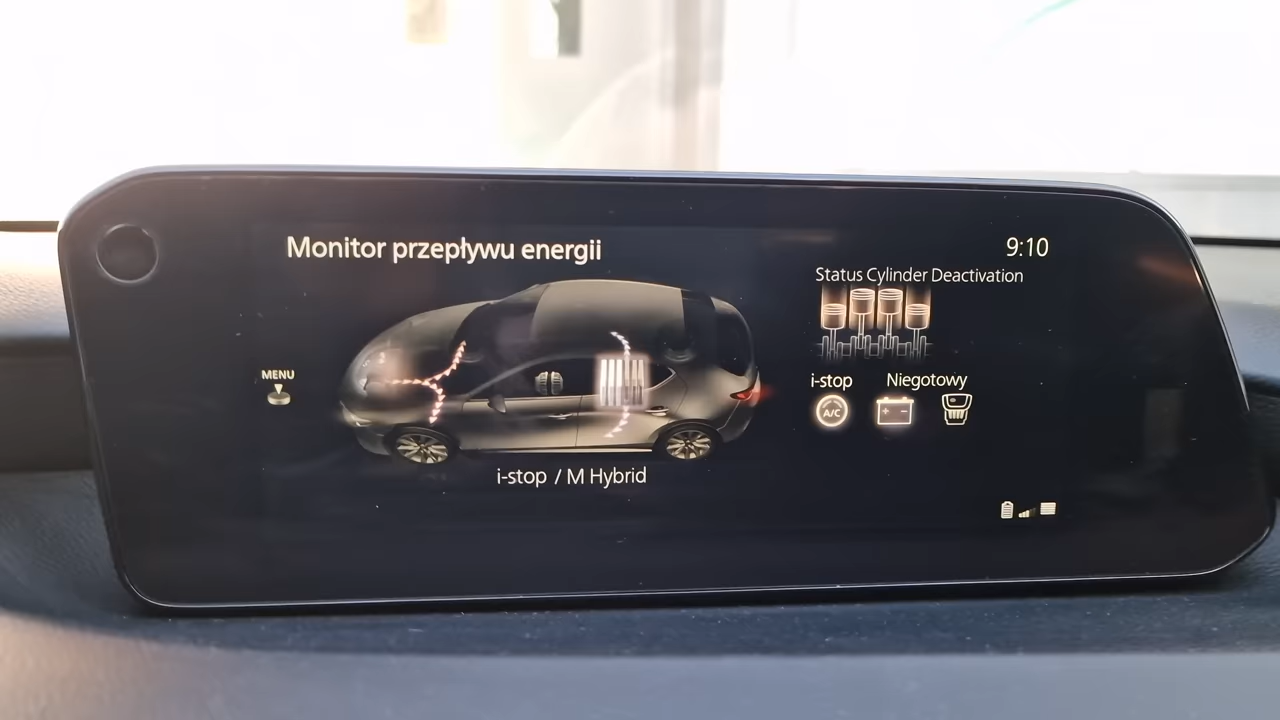 Monitor przepływu energii
9:10
Status Cylinder Deactivation
MENU
i-stop Niegotowy
A/C
i-stop / M Hybrid